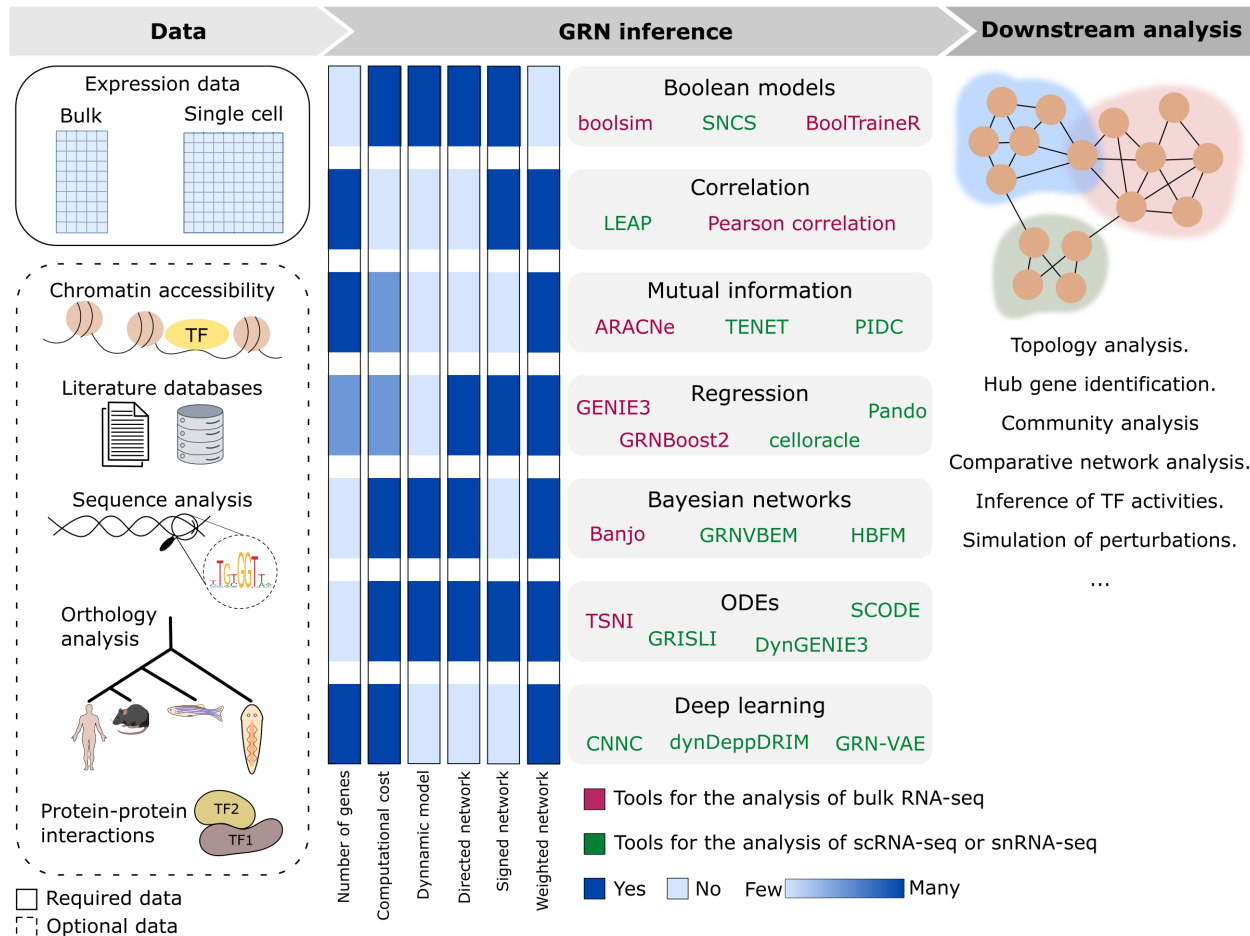 Data
GRN inference
Downstream analysis
Expression data
Bulk
Single cell
Chromatin accessibility
TF
Literature databases
Sequence analysis
TGTGGTT
Orthology
analysis
Protein-protein
interactions
TF2
TF1
Required data
Optional data
Boolean models
boolsim SNCS BoolTraineR
Correlation
LEAP Pearson correlation
Mutual information
ARACNe TENET PIDC
Regression
GENIE3 Pando
GRNBoost2 celloracle
Bayesian networks
Banjo GRNVBEM HBFM
ODEs
SCODE
TSNI
GRISLI DynGENIE3
Deep learning
CNNC dynDeppDRIM GRN-VAE
Number of genes
Computational cost
Dynnamic model
Directed network
Signed network
Weighted network
Tools for the analysis of bulk RNA-seq
Tools for the analysis of scRNA-seq or snRNA-seq
Yes No Few Many
Topology analysis.
Hub gene identification.
Community analysis
Comparative network analysis.
Inference of TF activities.
Simulation of perturbations.
...